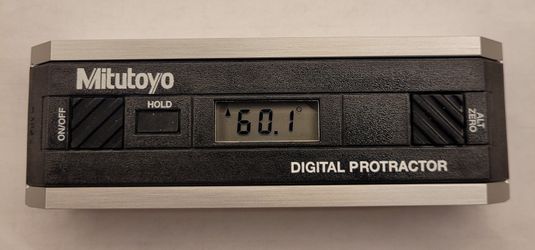 Mitutoyo
HOLD
ON/OFF
60.1°
ALT
ZERO
DIGITAL PROTRACTOR